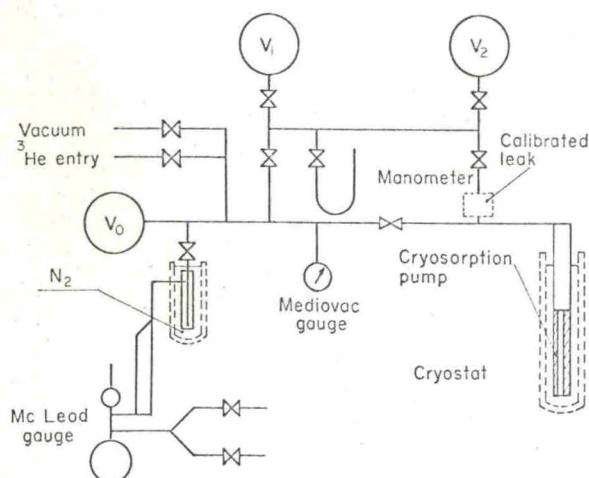 V₁
V₂
Vacuum
³He entry
Calibrated
leak
Manometer
V₀
N₂
Mediovac
gauge
Cryosorption
pump
Cryostat
Mc Leod
gauge